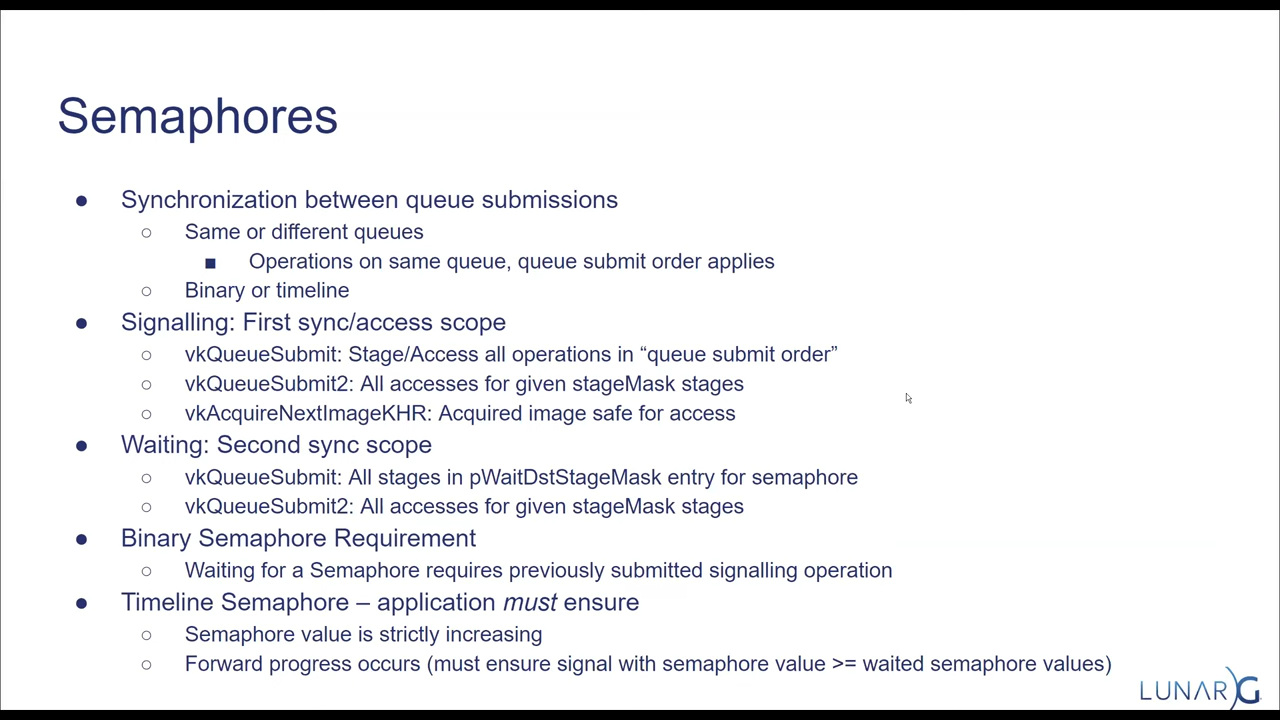 Semaphores
● Synchronization between queue submissions
○ Same or different queues
■ Operations on same queue, queue submit order applies
○ Binary or timeline
● Signalling: First sync/access scope
○ vkQueueSubmit: Stage/Access all operations in “queue submit order”
○ vkQueueSubmit2: All accesses for given stageMask stages
○ vkAcquireNextImageKHR: Acquired image safe for access
● Waiting: Second sync scope
○ vkQueueSubmit: All stages in pWaitDstStageMask entry for semaphore
○ vkQueueSubmit2: All accesses for given stageMask stages
● Binary Semaphore Requirement
○ Waiting for a Semaphore requires previously submitted signalling operation
● Timeline Semaphore – application must ensure
○ Semaphore value is strictly increasing
○ Forward progress occurs (must ensure signal with semaphore value >= waited semaphore values)
LUNAR G